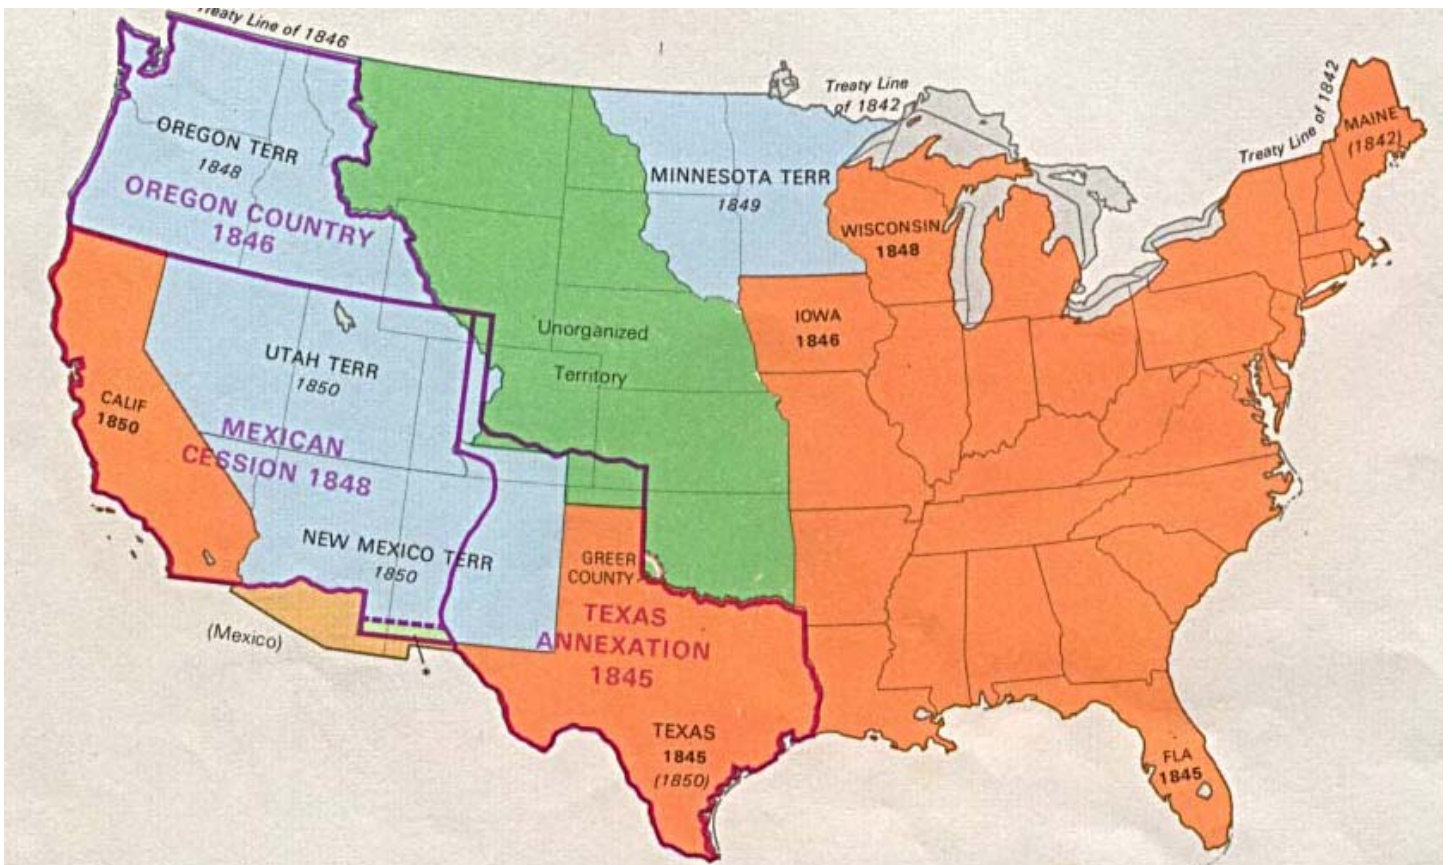 Treaty Line of 1846
Treaty Line
of 1842
Treaty Line of 1842
MAINE
(1842)
OREGON TERR
1848
OREGON COUNTRY
1846
MINNESOTA TERR
1849
WISCONSIN
1848
IOWA
1846
Unorganized
Territory
UTAH TERR
1850
CALIF
1850
MEXICAN
CESSION 1848
NEW MEXICO TERR
1850
GREER
COUNTY
TEXAS
ANNEXATION
1845
(Mexico)
*
TEXAS
1845
(1850)
FLA
1845